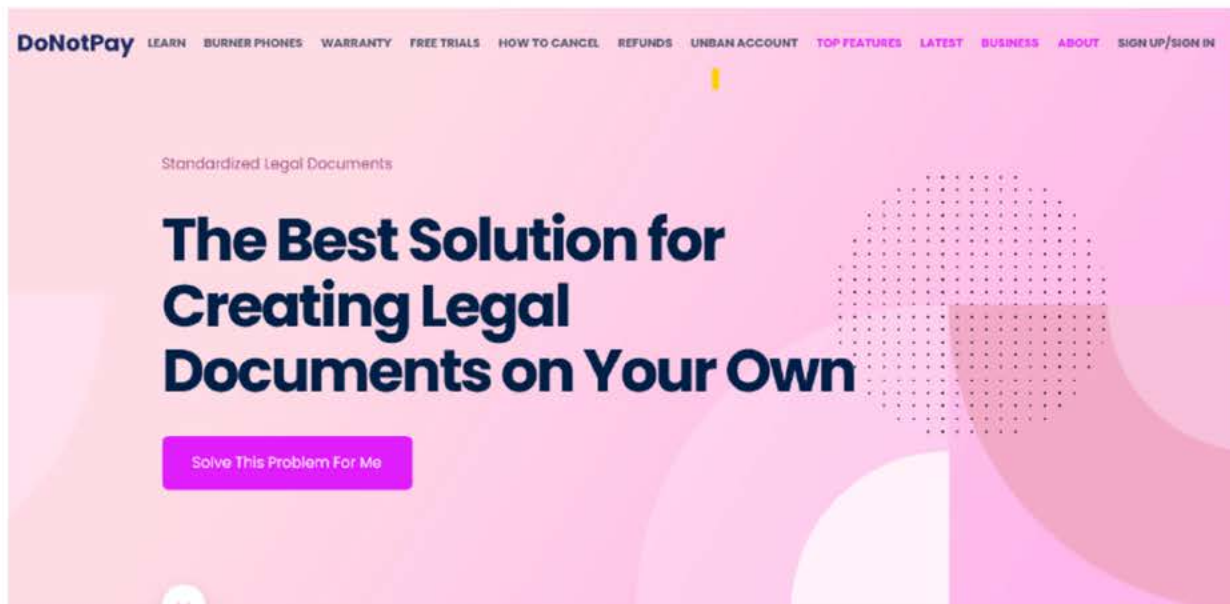 DoNotPay LEARN BURNER PHONES WARRANTY FREE TRIALS HOW TO CANCEL REFUNDS UNBAN ACCOUNT TOP FEATURES LATEST BUSINESS ABOUT SIGN UP/SIGN IN
Standardized Legal Documents
The Best Solution for
Creating Legal
Documents on Your Own
Solve This Problem For Me